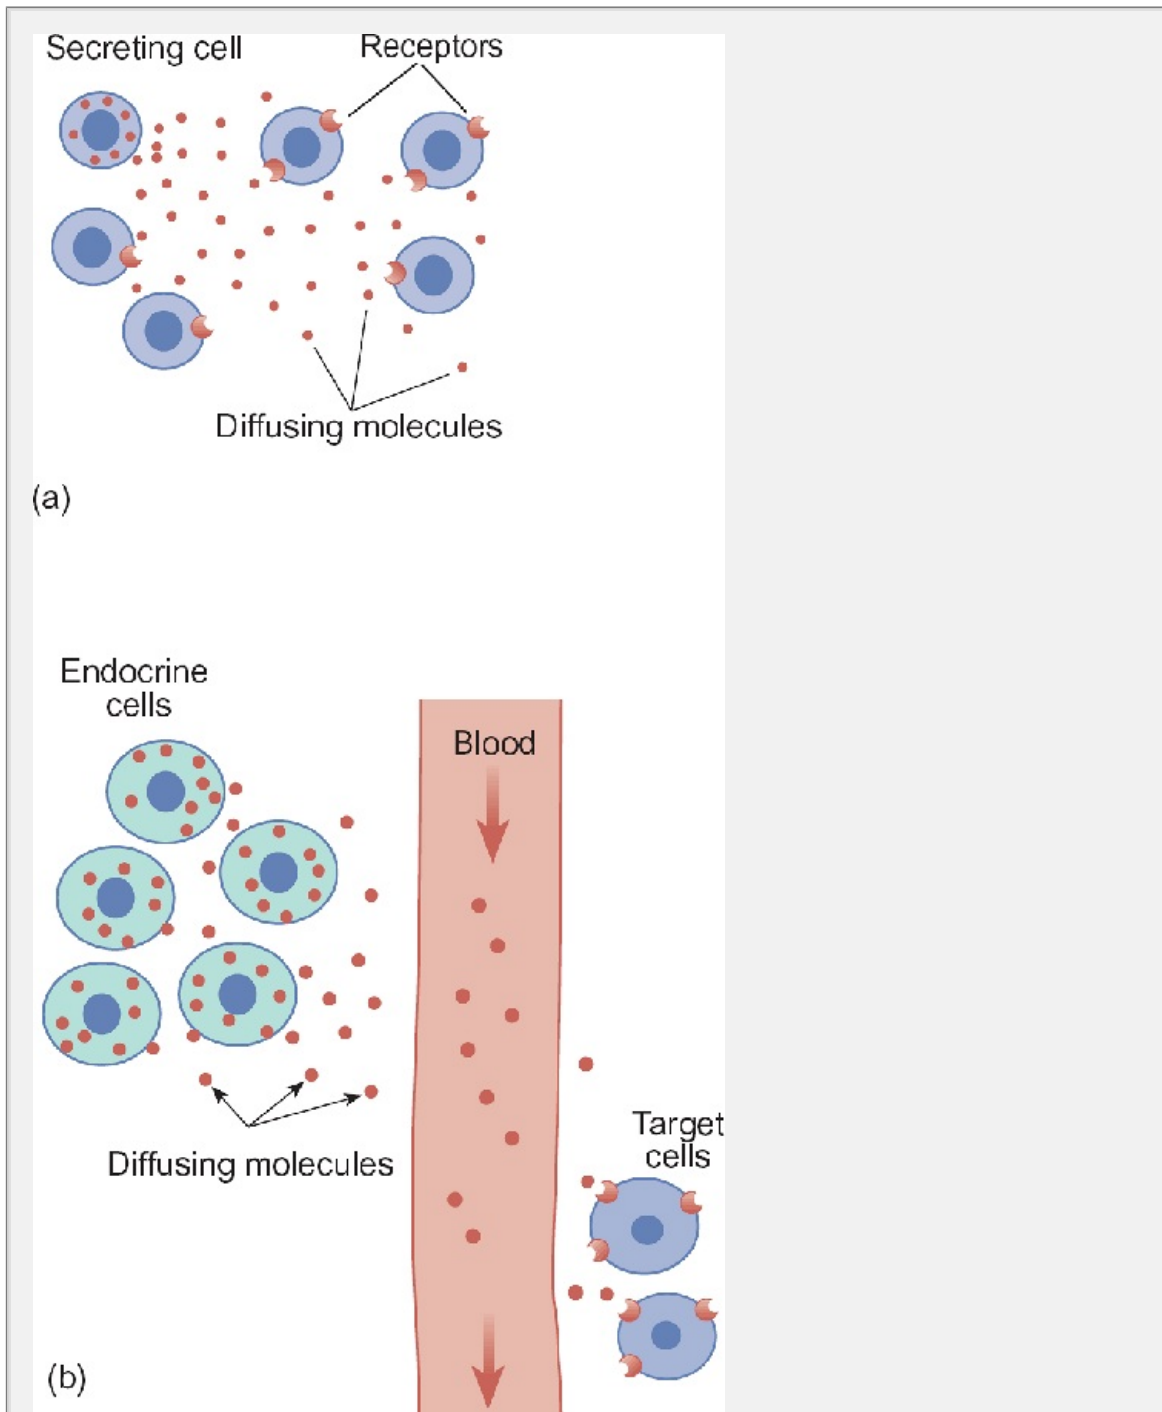 Secreting cell
Receptors
Diffusing molecules
(a)
Endocrine
cells
Blood
Diffusing molecules
Target
cells
(b)